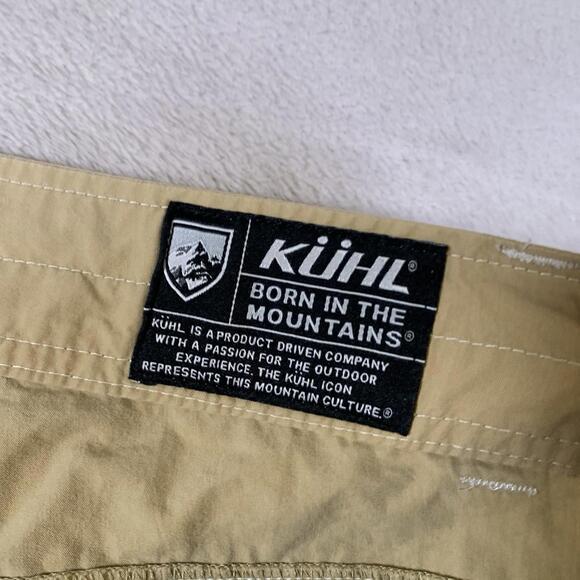 KÜHL®
BORN IN THE
MOUNTAINS®
KÜHL IS A PRODUCT DRIVEN COMPANY
WITH A PASSION FOR THE OUTDOOR
EXPERIENCE. THE KÜHL ICON
REPRESENTS THIS MOUNTAIN CULTURE.®